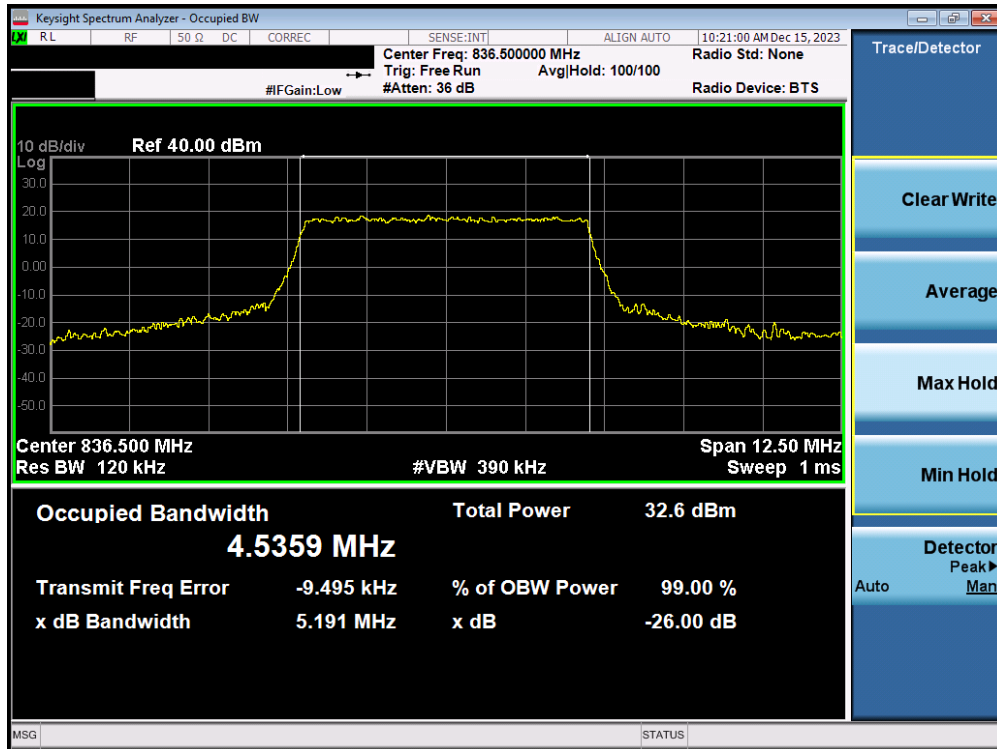 Keysight Spectrum Analyzer - Occupied BW
LXI RL RF 50 Ω DC CORREC SENSE:INT ALIGN AUTO 10:21:00 AM Dec 15, 2023
Center Freq: 836.500000 MHz Radio Std: None
Trig: Free Run Avg|Hold: 100/100
#IFGain:Low #Atten: 36 dB Radio Device: BTS
10 dB/div Ref 40.00 dBm
Log
30.0
20.0
10.0
0.00
-10.0
-20.0
-30.0
-40.0
-50.0
Center 836.500 MHz Span 12.50 MHz
Res BW 120 kHz #VBW 390 kHz Sweep 1 ms
Occupied Bandwidth Total Power 32.6 dBm
4.5359 MHz
Transmit Freq Error -9.495 kHz % of OBW Power 99.00 %
x dB Bandwidth 5.191 MHz x dB -26.00 dB
MSG STATUS
Trace/Detector
Clear Write
Average
Max Hold
Min Hold
Detector
Peak▶
Auto Man